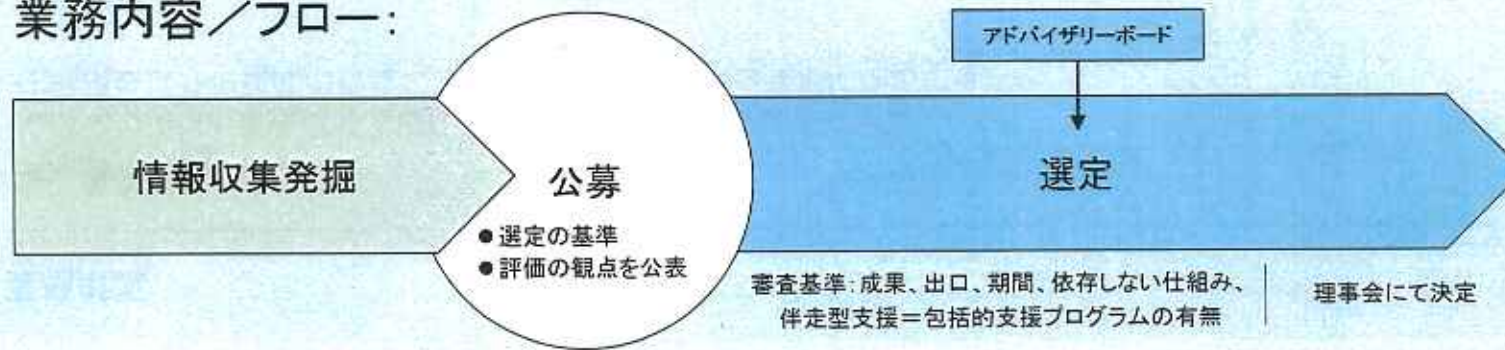 業務内容／フロー：
アドバイザリーボード
情報収集発掘
公募
●選定の基準
●評価の観点を公表
選定
審査基準：成果、出口、期間、依存しない仕組み、
伴走型支援＝包括的支援プログラムの有無
理事会にて決定